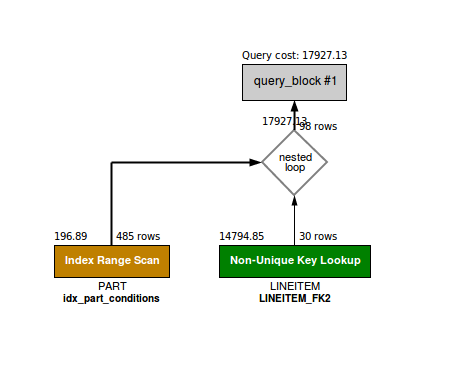 Query cost: 17927.13
query_block #1
17927.13
98 rows
nested
loop
196.89
485 rows
14794.85
30 rows
Index Range Scan
Non-Unique Key Lookup
PART
idx_part_conditions
LINEITEM
LINEITEM_FK2